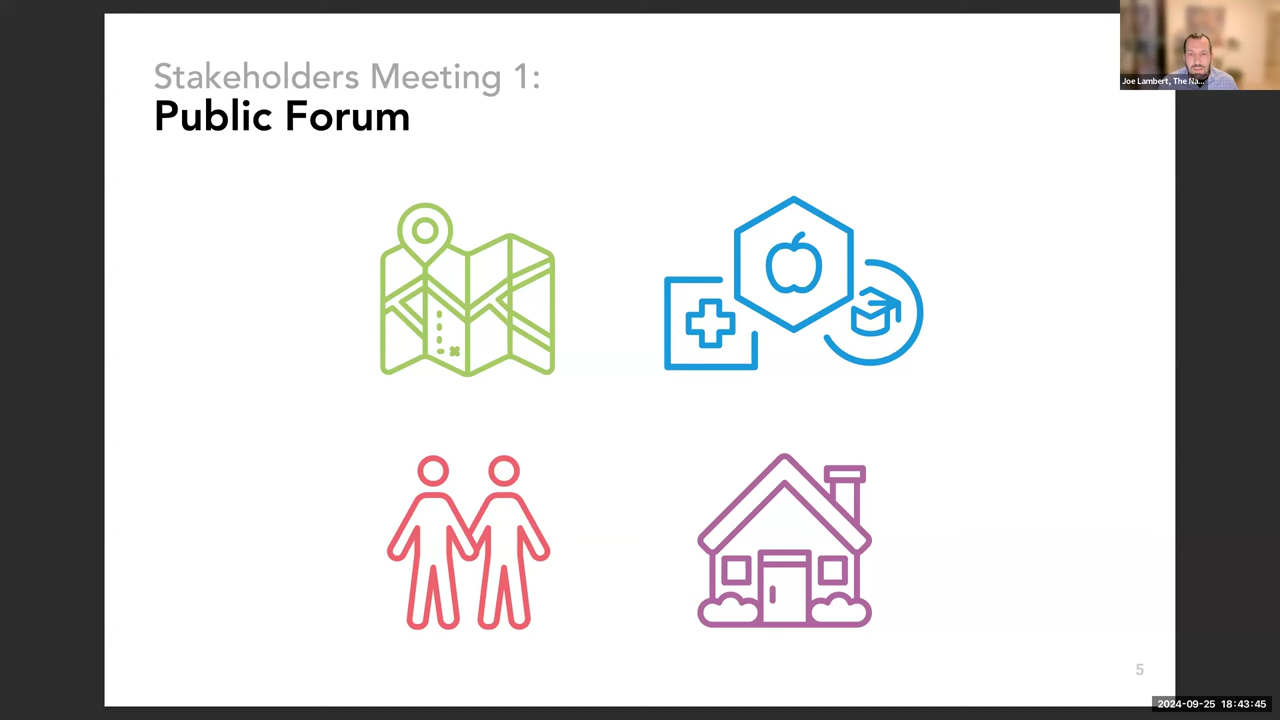 Stakeholders Meeting 1:
Public Forum
Joe Lambert, The Na...
5
2024-09-25 18:43:45